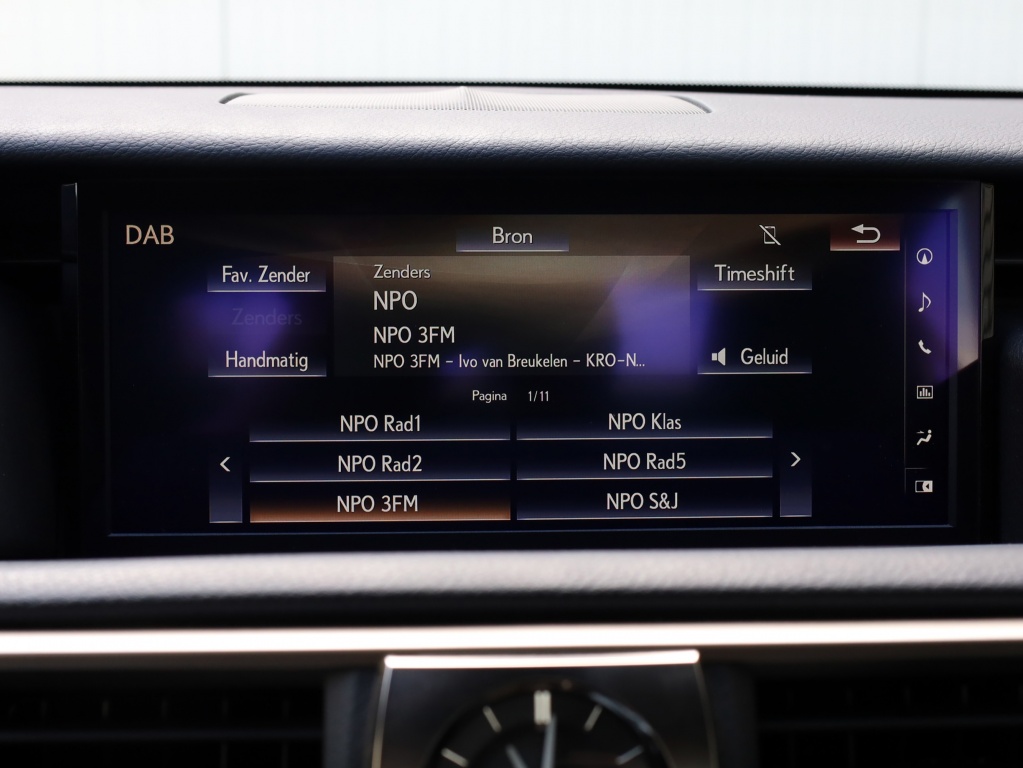 DAB
Bron
Fav. Zender
Zenders
Timeshift
Zenders
NPO
NPO 3FM
Handmatig
NPO 3FM – Ivo van Breukelen – KRO-N...
Geluid
Pagina 1/11
NPO Rad1
NPO Klas
< NPO Rad2
NPO Rad5 >
NPO 3FM
NPO S&J